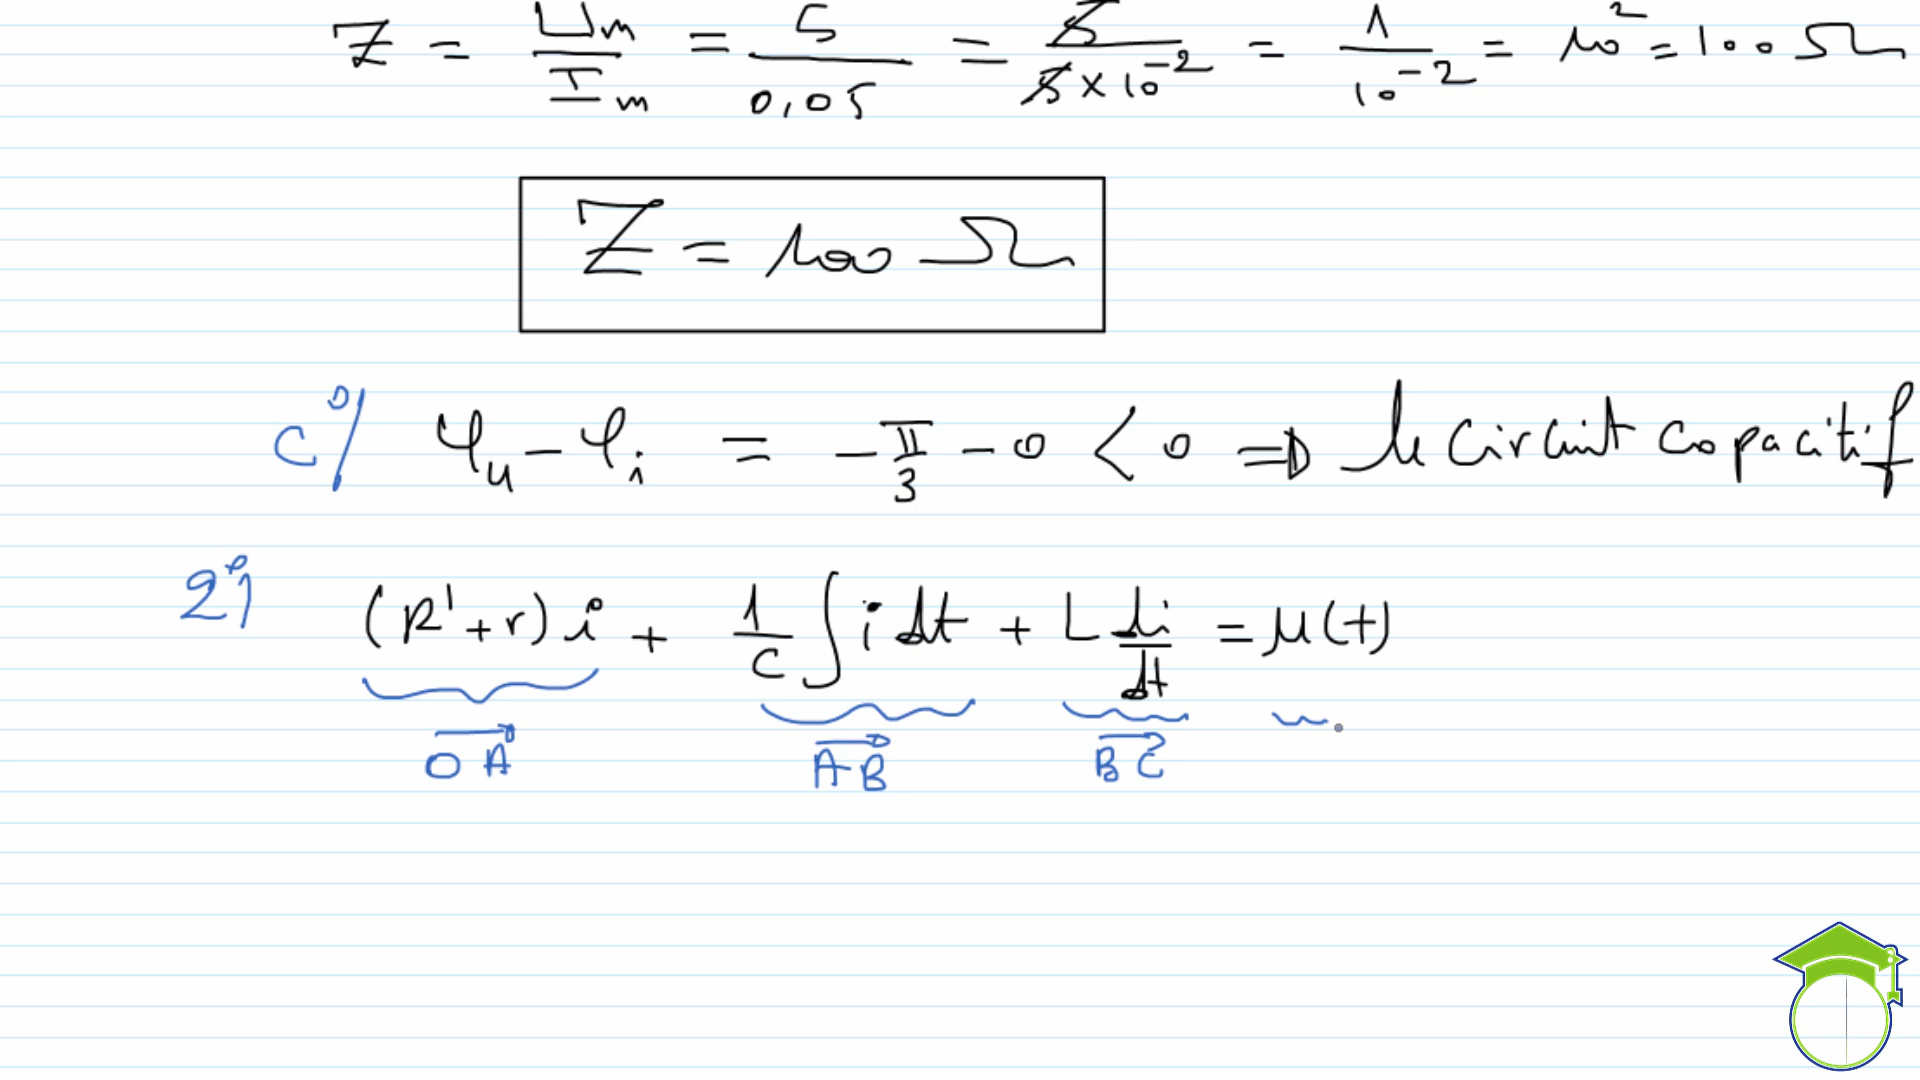 Z = Um/Im = 5/0,05 = 5/5×10⁻² = 1/10⁻² = 10² = 100 Ω
Z = 100 Ω
c°/ φu - φi = -π/3 - 0 < 0 => le circuit capacitif
2°) (R'+r)i + 1/C ∫i dt + L di/dt = u(t)
OA AB BC